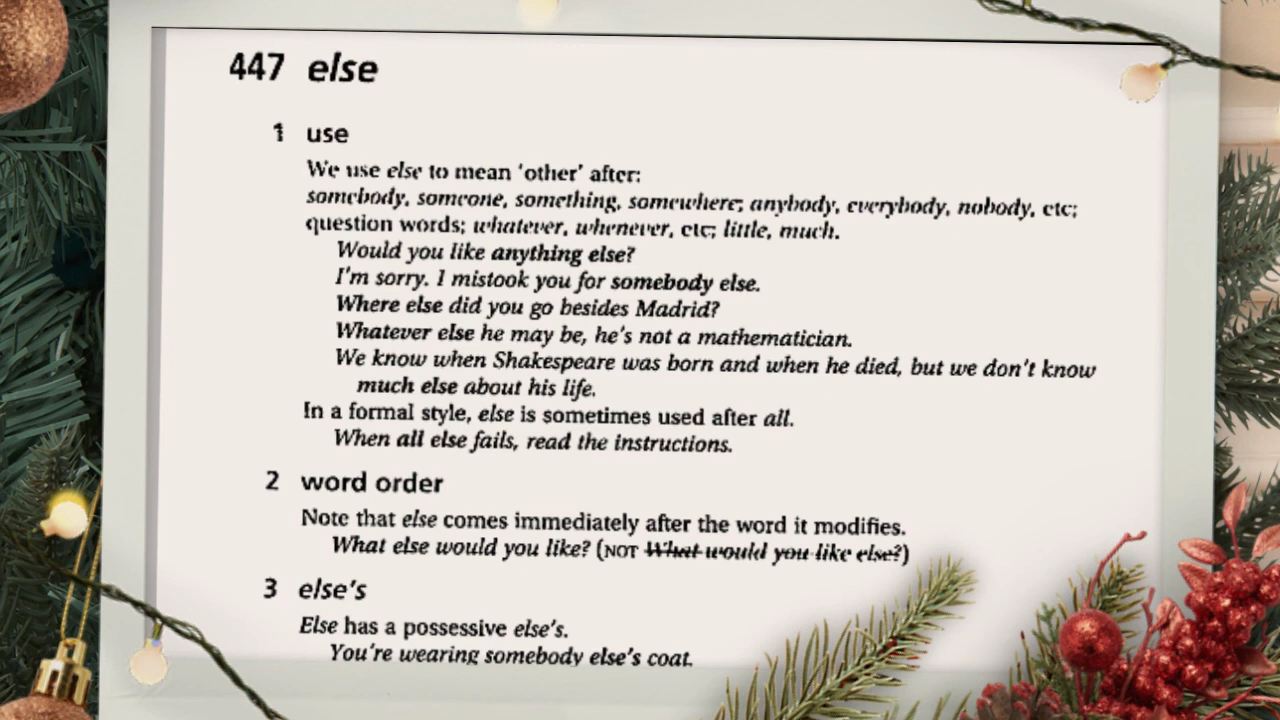 447 else
1 use
We use else to mean 'other' after:
somebody, someone, something, somewhere; anybody, everybody, nobody, etc;
question words; whatever, whenever, etc; little, much.
Would you like anything else?
I'm sorry. I mistook you for somebody else.
Where else did you go besides Madrid?
Whatever else he may be, he's not a mathematician.
We know when Shakespeare was born and when he died, but we don't know
much else about his life.
In a formal style, else is sometimes used after all.
When all else fails, read the instructions.
2 word order
Note that else comes immediately after the word it modifies.
What else would you like? (NOT What would you like else?)
3 else's
Else has a possessive else's.
You're wearing somebody else's coat.